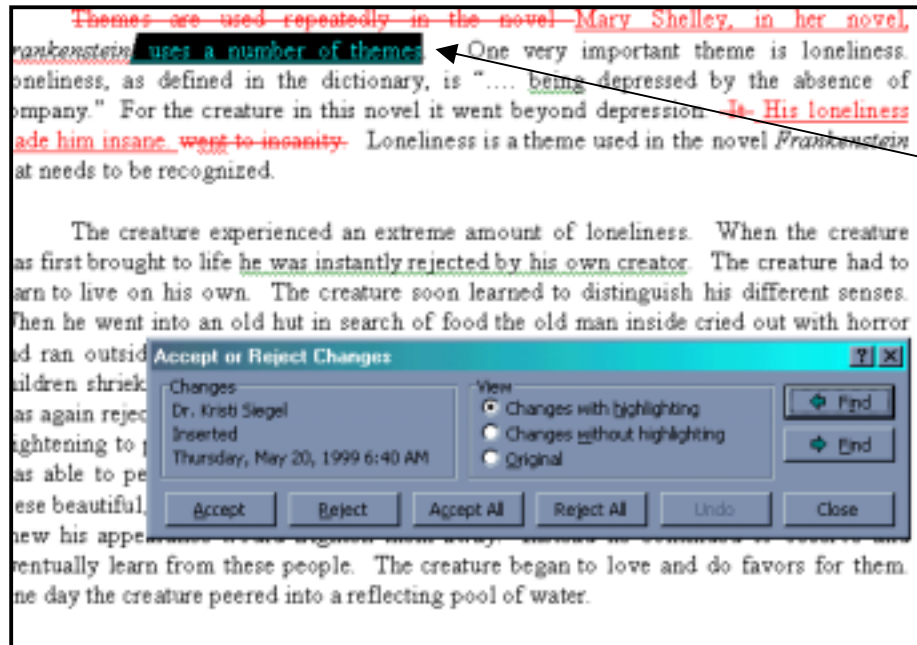 Themes are used repeatedly in the novel Mary Shelley, in her novel,
rankenstein uses a number of themes. One very important theme is loneliness.
oneliness, as defined in the dictionary, is “.... being depressed by the absence of
ompany.” For the creature in this novel it went beyond depression. It His loneliness
ade him insane. went to insanity. Loneliness is a theme used in the novel Frankenstein
at needs to be recognized.
The creature experienced an extreme amount of loneliness. When the creature
as first brought to life he was instantly rejected by his own creator. The creature had to
arn to live on his own. The creature soon learned to distinguish his different senses.
hen he went into an old hut in search of food the old man inside cried out with horror
d ran outsid
ildren shriek
as again rejec
ightening to
as able to pe
ese beautiful,
Accept or Reject Changes
Changes
Dr. Kristi Siegel
Inserted
Thursday, May 20, 1999 6:40 AM
View
Changes with highlighting
Changes without highlighting
Original
Find
Find
Accept
Reject
Accept All
Reject All
Undo
Close
new his appe
entually learn from these people. The creature began to love and do favors for them.
ne day the creature peered into a reflecting pool of water.